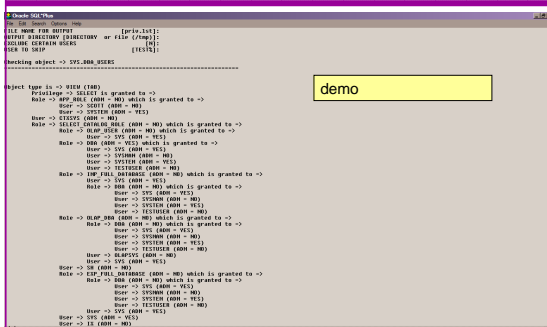 Oracle SQL*Plus
File Edit Search Options Help
FILE NAME FOR OUTPUT [priv.lst]:
OUTPUT DIRECTORY [DIRECTORY or file (/tmp)]:
EXCLUDE CERTAIN USERS [N]:
USER TO SKIP [TEST%]:
Checking object => SYS.DBA_USERS
====================================================================
Object type is => VIEW (TAB)
Privilege => SELECT is granted to =>
Role => APP_ROLE (ADM = NO) which is granted to =>
User => SCOTT (ADM = NO)
User => SYSTEM (ADM = YES)
User => CTXSYS (ADM = NO)
Role => SELECT_CATALOG_ROLE (ADM = NO) which is granted to =>
Role => OLAP_USER (ADM = NO) which is granted to =>
User => SYS (ADM = YES)
Role => DBA (ADM = YES) which is granted to =>
User => SYS (ADM = YES)
User => SYSMAN (ADM = NO)
User => SYSTEM (ADM = YES)
User => TESTUSER (ADM = NO)
Role => IMP_FULL_DATABASE (ADM = NO) which is granted to =>
User => SYS (ADM = YES)
Role => DBA (ADM = NO) which is granted to =>
User => SYS (ADM = YES)
User => SYSMAN (ADM = NO)
User => SYSTEM (ADM = YES)
User => TESTUSER (ADM = NO)
Role => OLAP_DBA (ADM = NO) which is granted to =>
Role => DBA (ADM = NO) which is granted to =>
User => SYS (ADM = YES)
User => SYSMAN (ADM = NO)
User => SYSTEM (ADM = YES)
User => TESTUSER (ADM = NO)
User => OLAPSYS (ADM = NO)
User => SYS (ADM = YES)
User => SH (ADM = NO)
Role => EXP_FULL_DATABASE (ADM = NO) which is granted to =>
Role => DBA (ADM = NO) which is granted to =>
User => SYS (ADM = YES)
User => SYSMAN (ADM = NO)
User => SYSTEM (ADM = YES)
User => TESTUSER (ADM = NO)
User => SYS (ADM = YES)
User => SYS (ADM = YES)
User => IX (ADM = NO)
demo